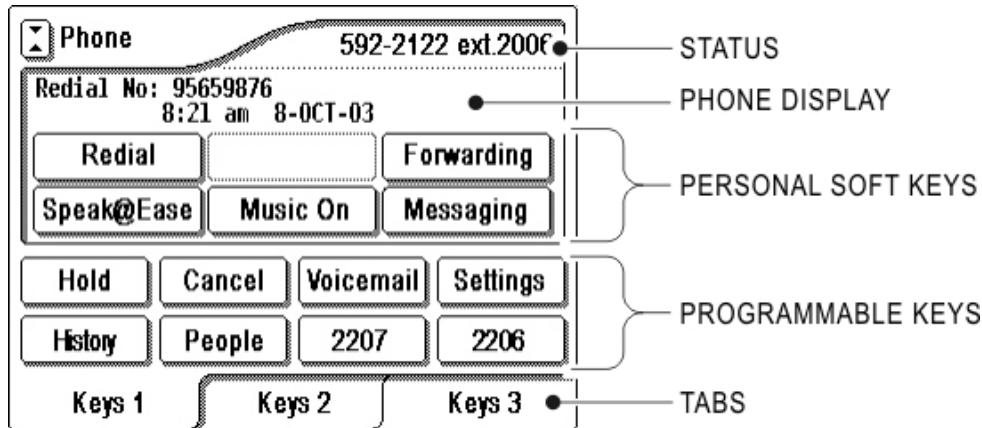 Phone
592-2122 ext.2006
STATUS
Redial No: 95659876
8:21 am 8-OCT-03
PHONE DISPLAY
Redial
Forwarding
Speak@Ease
Music On
Messaging
PERSONAL SOFT KEYS
Hold
Cancel
Voicemail
Settings
History
People
2207
2206
PROGRAMMABLE KEYS
Keys 1
Keys 2
Keys 3
TABS